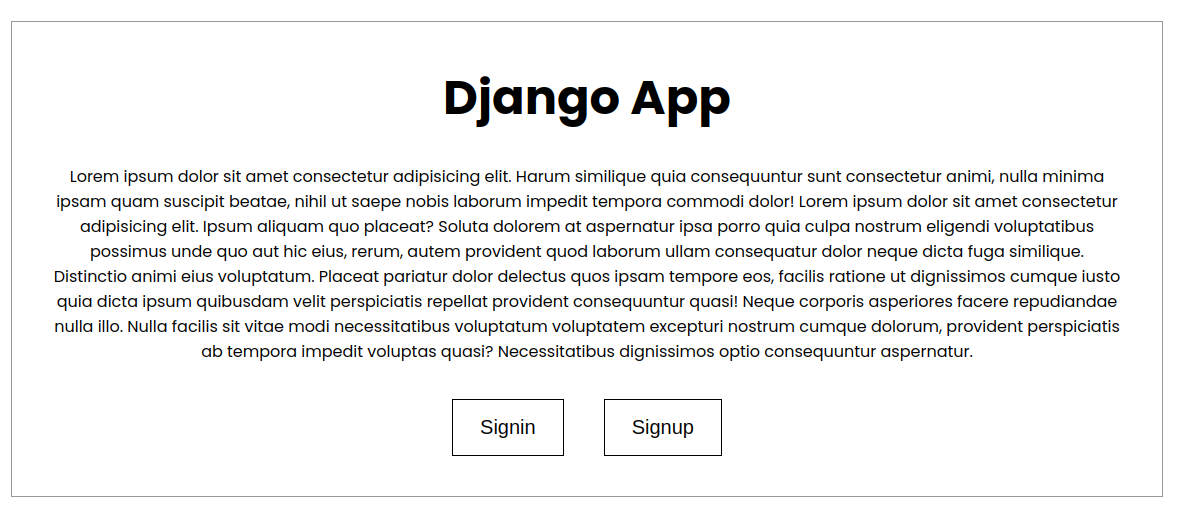 Django App
Lorem ipsum dolor sit amet consectetur adipisicing elit. Harum similique quia consequuntur sunt consectetur animi, nulla minima
ipsam quam suscipit beatae, nihil ut saepe nobis laborum impedit tempora commodi dolor! Lorem ipsum dolor sit amet consectetur
adipisicing elit. Ipsum aliquam quo placeat? Soluta dolorem at aspernatur ipsa porro quia culpa nostrum eligendi voluptatibus
possimus unde quo aut hic eius, rerum, autem provident quod laborum ullam consequatur dolor neque dicta fuga similique.
Distinctio animi eius voluptatum. Placeat pariatur dolor delectus quos ipsam tempore eos, facilis ratione ut dignissimos cumque iusto
quia dicta ipsum quibusdam velit perspiciatis repellat provident consequuntur quasi! Neque corporis asperiores facere repudiandae
nulla illo. Nulla facilis sit vitae modi necessitatibus voluptatum voluptatem excepturi nostrum cumque dolorum, provident perspiciatis
ab tempora impedit voluptas quasi? Necessitatibus dignissimos optio consequuntur aspernatur.
Signin
Signup